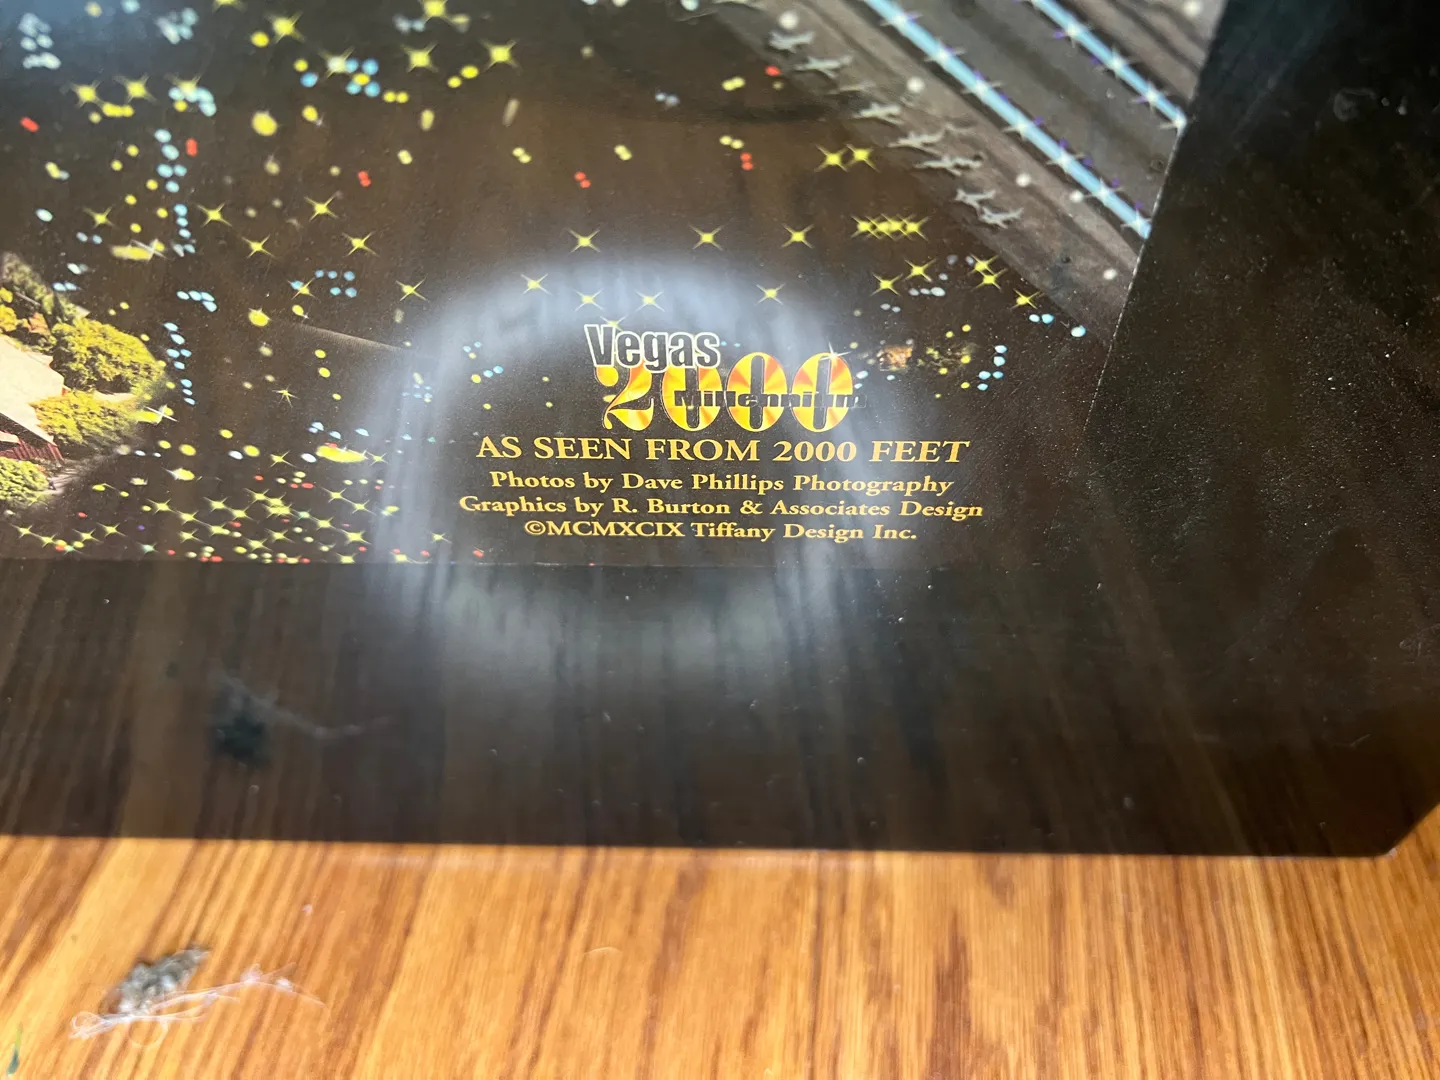 Vegas
2000
Millennium
AS SEEN FROM 2000 FEET
Photos by Dave Phillips Photography
Graphics by R. Burton & Associates Design
©MCMXCIX Tiffany Design Inc.